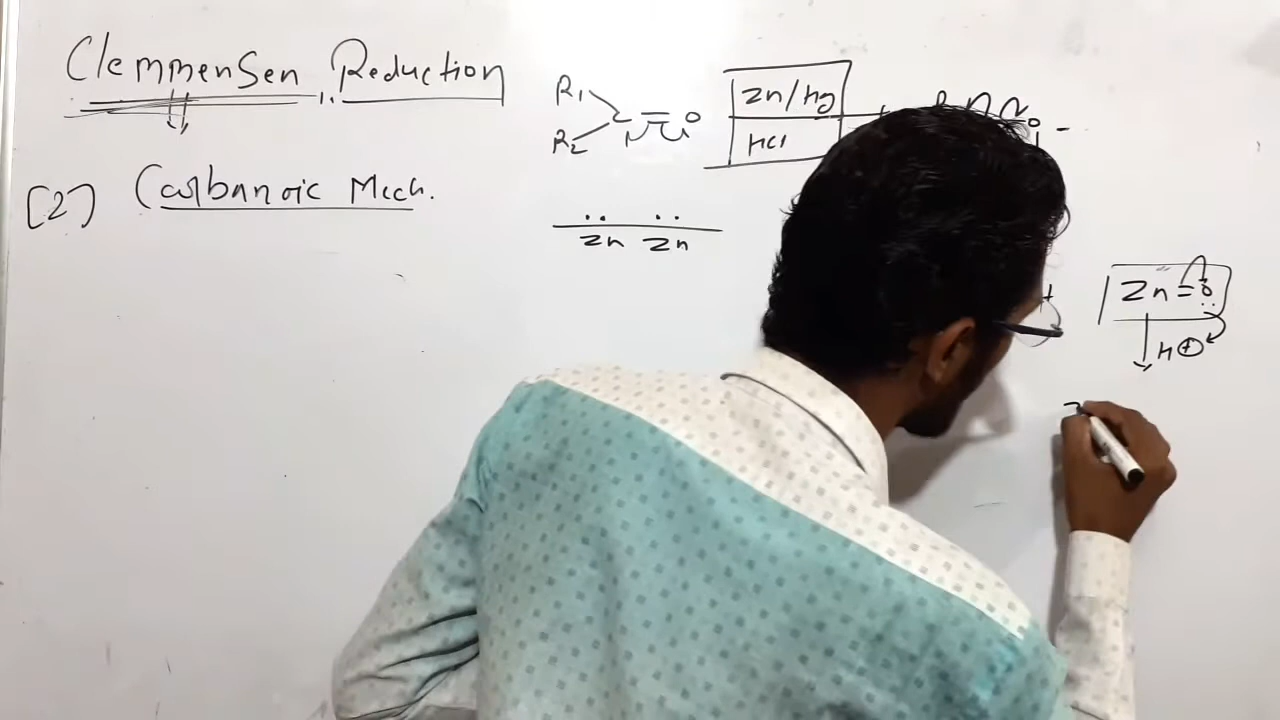 Clemmensen Reduction
R1
R2
= O
Zn/Hg
HCl
[2] Carbanoic Mech.
Zn Zn
+
Zn = O
H ⊕